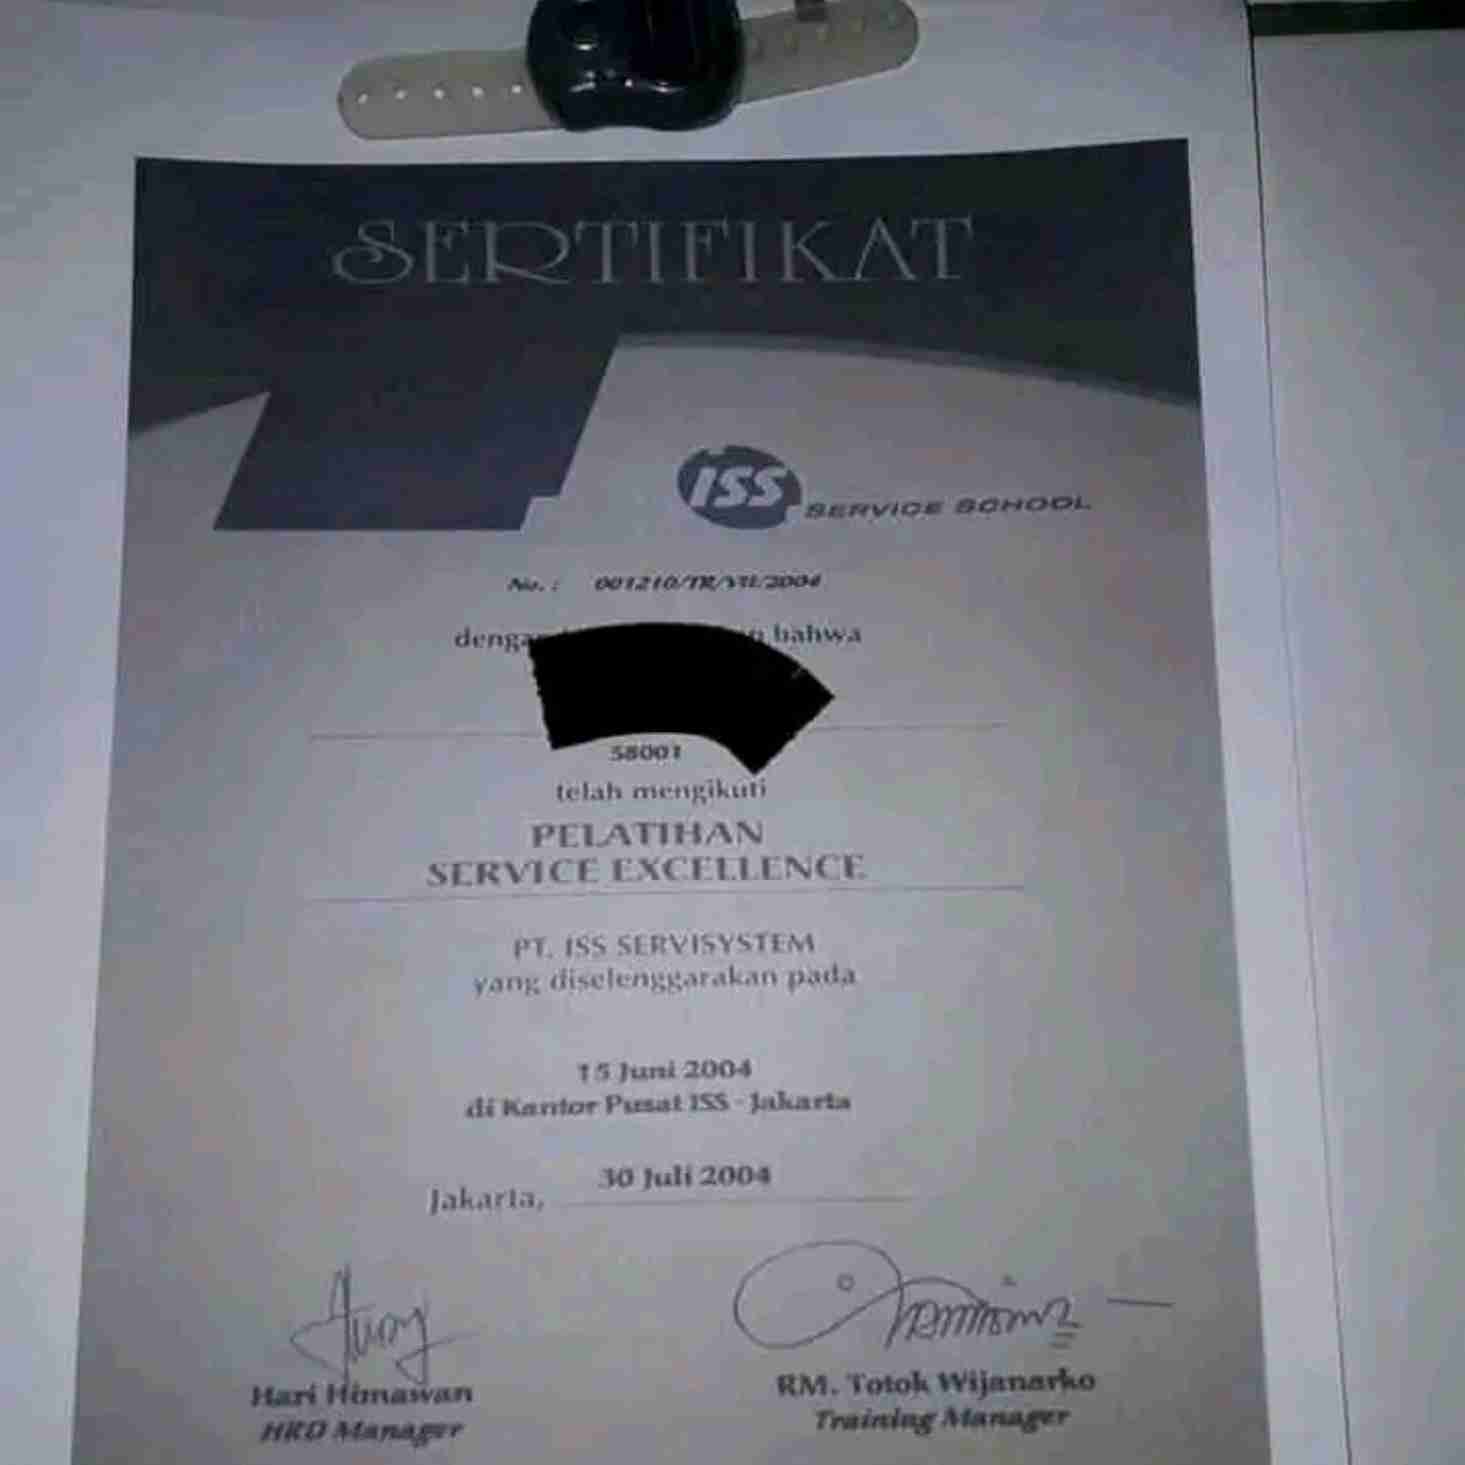 SERTIFIKAT
ISS SERVICE SCHOOL
No. : 001210/TR/VII/2004
bahwa
58001
telah mengikuti
PELATIHAN
SERVICE EXCELLENCE
PT. ISS SERVISYSTEM
yang diselenggarakan pada
15 Juni 2004
di Kantor Pusat ISS - Jakarta
30 Juli 2004
Jakarta,
Hari Himawan
HRD Manager
RM. Totok Wijanarko
Training Manager